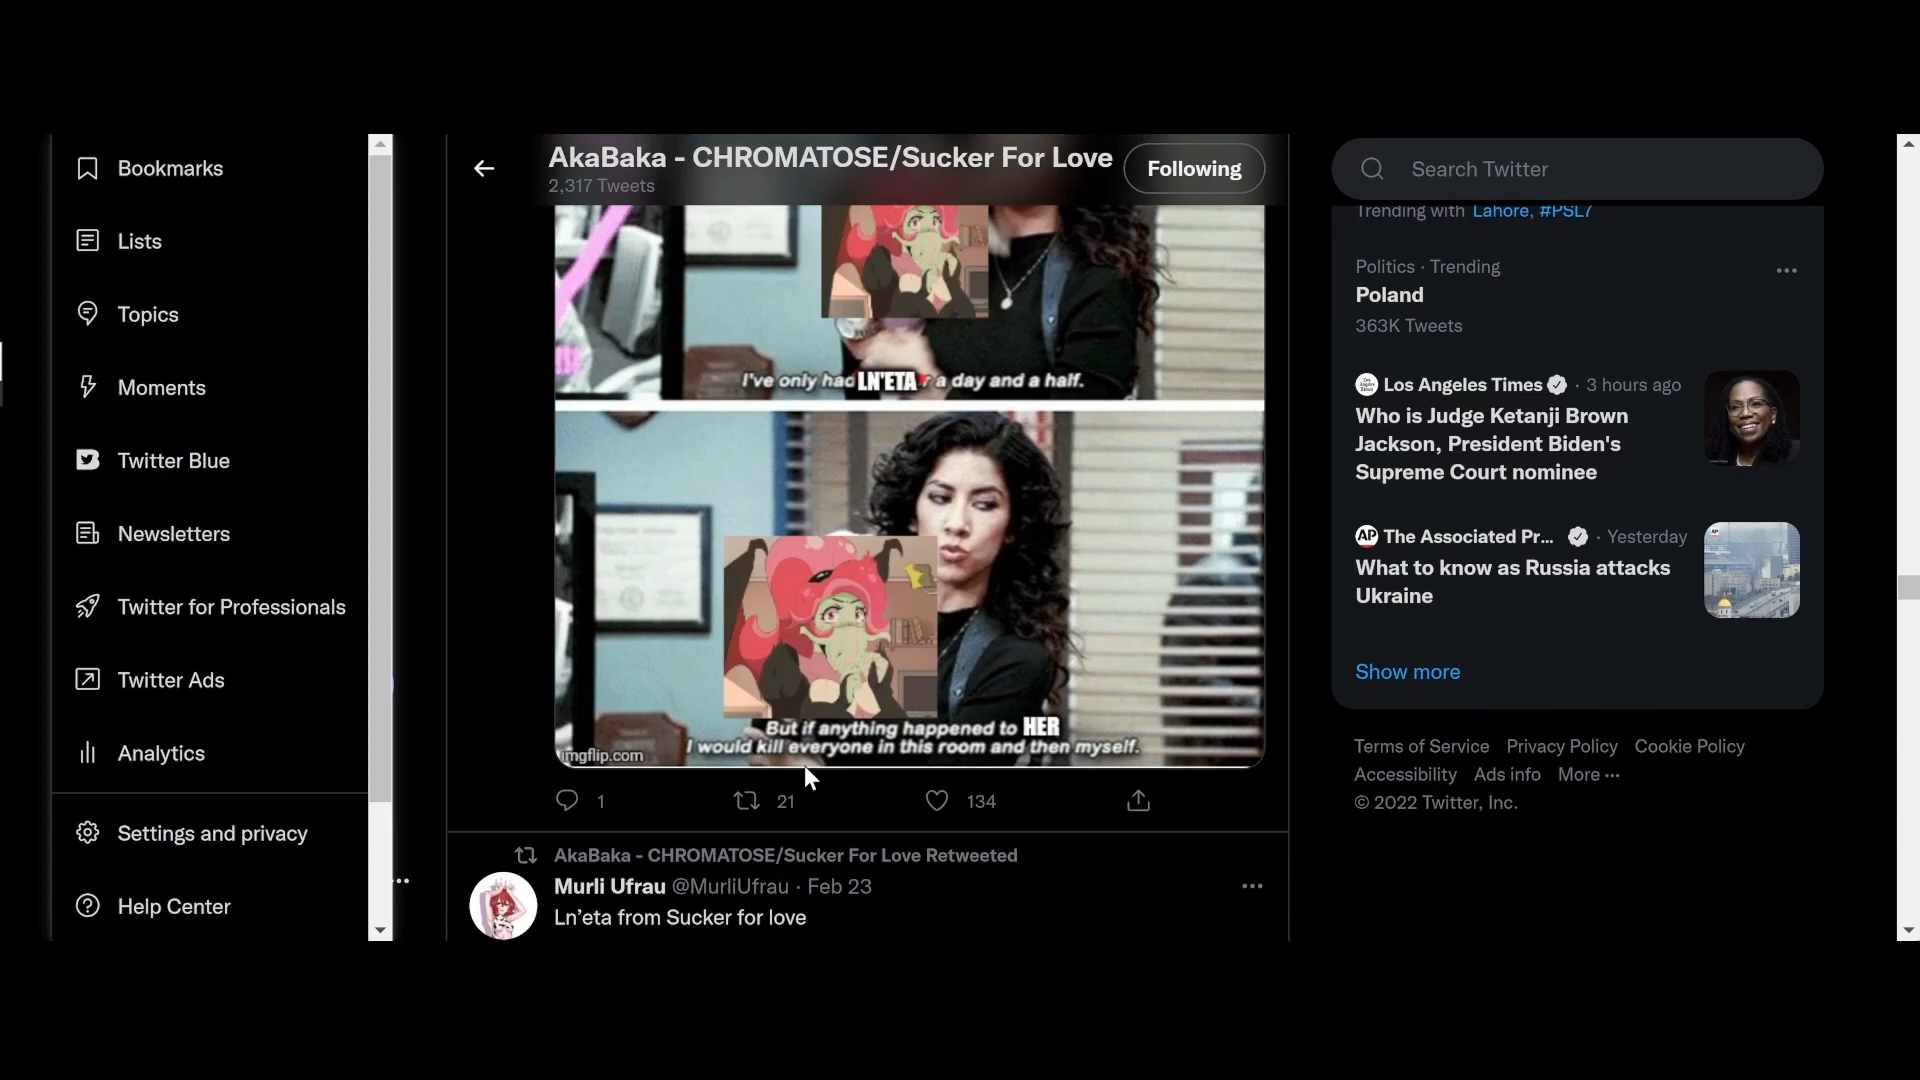 Bookmarks
Lists
Topics
Moments
Twitter Blue
Newsletters
Twitter for Professionals
Twitter Ads
Analytics
Settings and privacy
Help Center
AkaBaka - CHROMATOSE/Sucker For Love
2,317 Tweets
Following
I've only had LN'ETA r a day and a half.
But if anything happened to HER
I would kill everyone in this room and then myself.
imgflip.com
1
21
134
AkaBaka - CHROMATOSE/Sucker For Love Retweeted
Murli Ufrau @MurliUfrau · Feb 23
Ln’eta from Sucker for love
Search Twitter
Trending with Lahore, #PSL7
Politics · Trending
Poland
363K Tweets
Los Angeles Times · 3 hours ago
Who is Judge Ketanji Brown
Jackson, President Biden's
Supreme Court nominee
AP The Associated Pr... · Yesterday
What to know as Russia attacks
Ukraine
AP
Show more
Terms of Service Privacy Policy Cookie Policy
Accessibility Ads info More ···
© 2022 Twitter, Inc.